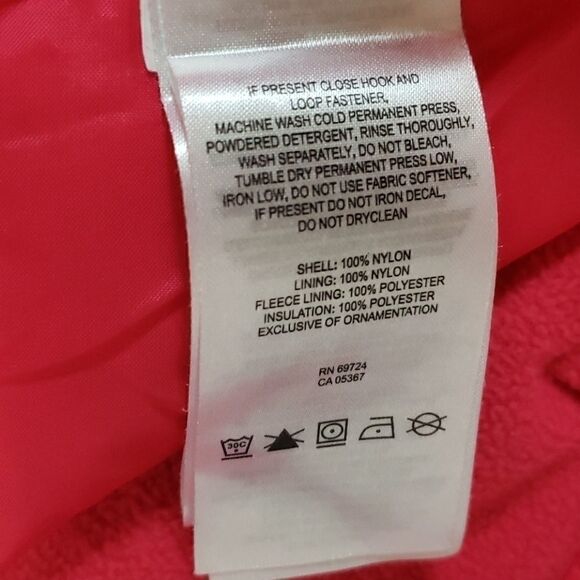 IF PRESENT CLOSE HOOK AND
LOOP FASTENER,
MACHINE WASH COLD PERMANENT PRESS,
POWDERED DETERGENT, RINSE THOROUGHLY,
WASH SEPARATELY, DO NOT BLEACH,
TUMBLE DRY PERMANENT PRESS LOW,
IRON LOW, DO NOT USE FABRIC SOFTENER,
IF PRESENT DO NOT IRON DECAL,
DO NOT DRYCLEAN
SHELL: 100% NYLON
LINING: 100% NYLON
FLEECE LINING: 100% POLYESTER
INSULATION: 100% POLYESTER
EXCLUSIVE OF ORNAMENTATION
RN 69724
CA 05367
30C